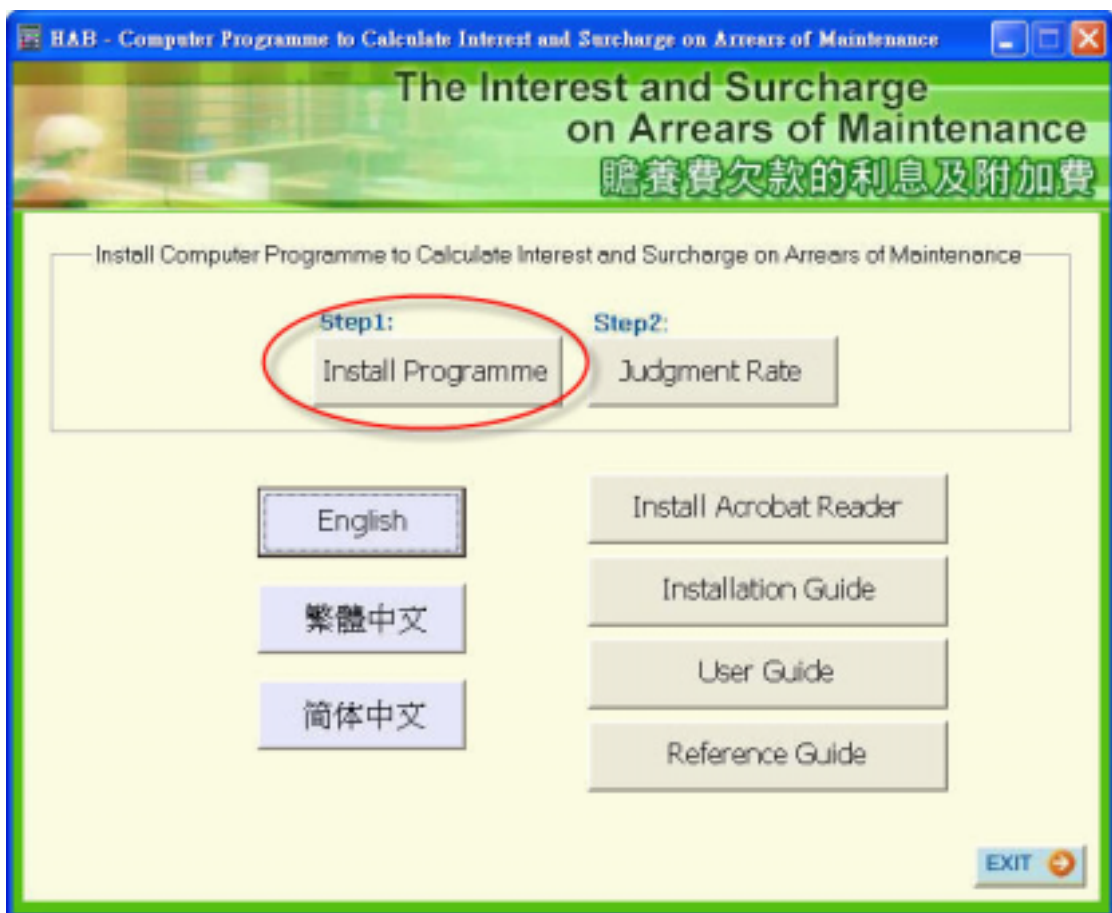 HAB - Computer Programme to Calculate Interest and Surcharge on Arrears of Maintenance
The Interest and Surcharge
on Arrears of Maintenance
贍養費欠款的利息及附加費
Install Computer Programme to Calculate Interest and Surcharge on Arrears of Maintenance
Step1:
Install Programme
Step2:
Judgment Rate
English
繁體中文
简体中文
Install Acrobat Reader
Installation Guide
User Guide
Reference Guide
EXIT